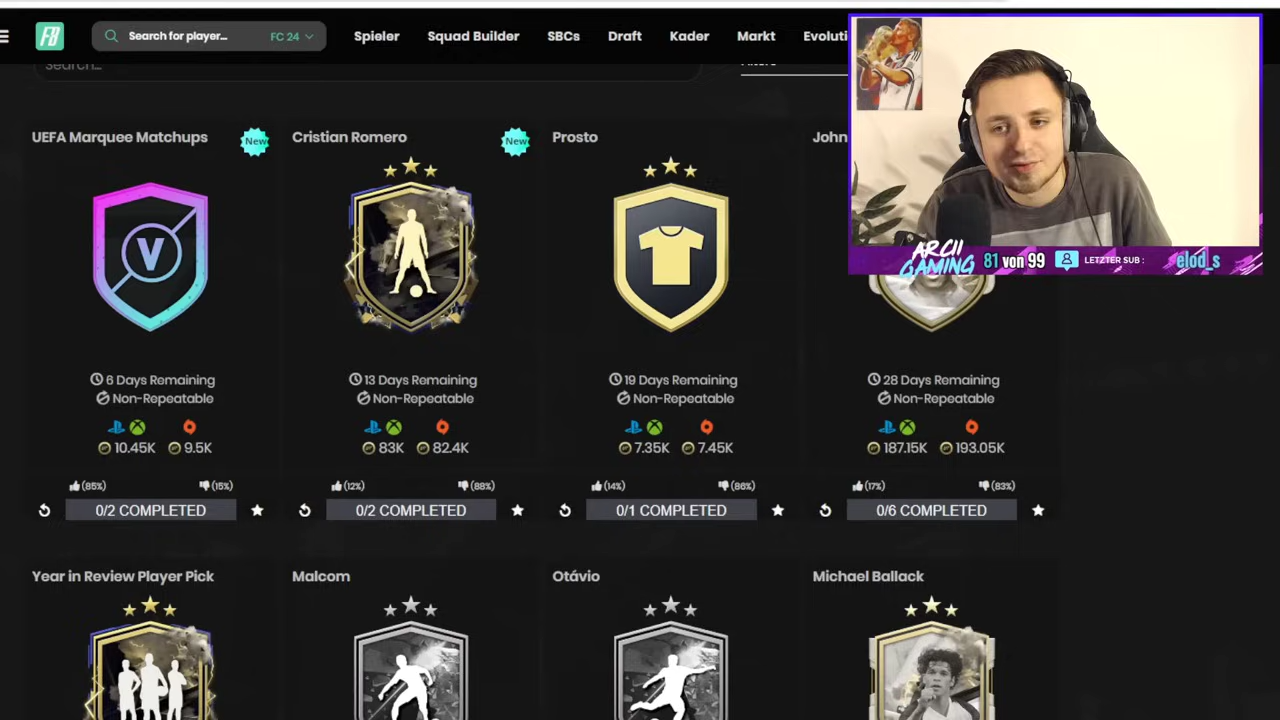 Search for player... FC 24
Spieler Squad Builder SBCs Draft Kader Markt Evoluti
Search...
UEFA Marquee Matchups New
Cristian Romero New
Prosto
John
V
6 Days Remaining
Non-Repeatable
10.45K 9.5K
(85%) (15%)
0/2 COMPLETED
13 Days Remaining
Non-Repeatable
83K 82.4K
(12%) (88%)
0/2 COMPLETED
19 Days Remaining
Non-Repeatable
7.35K 7.45K
(14%) (86%)
0/1 COMPLETED
28 Days Remaining
Non-Repeatable
187.15K 193.05K
(17%) (83%)
0/6 COMPLETED
ARCII
GAMING
81 von 99 LETZTER SUB : elod_s
Year in Review Player Pick
Malcom
Otávio
Michael Ballack